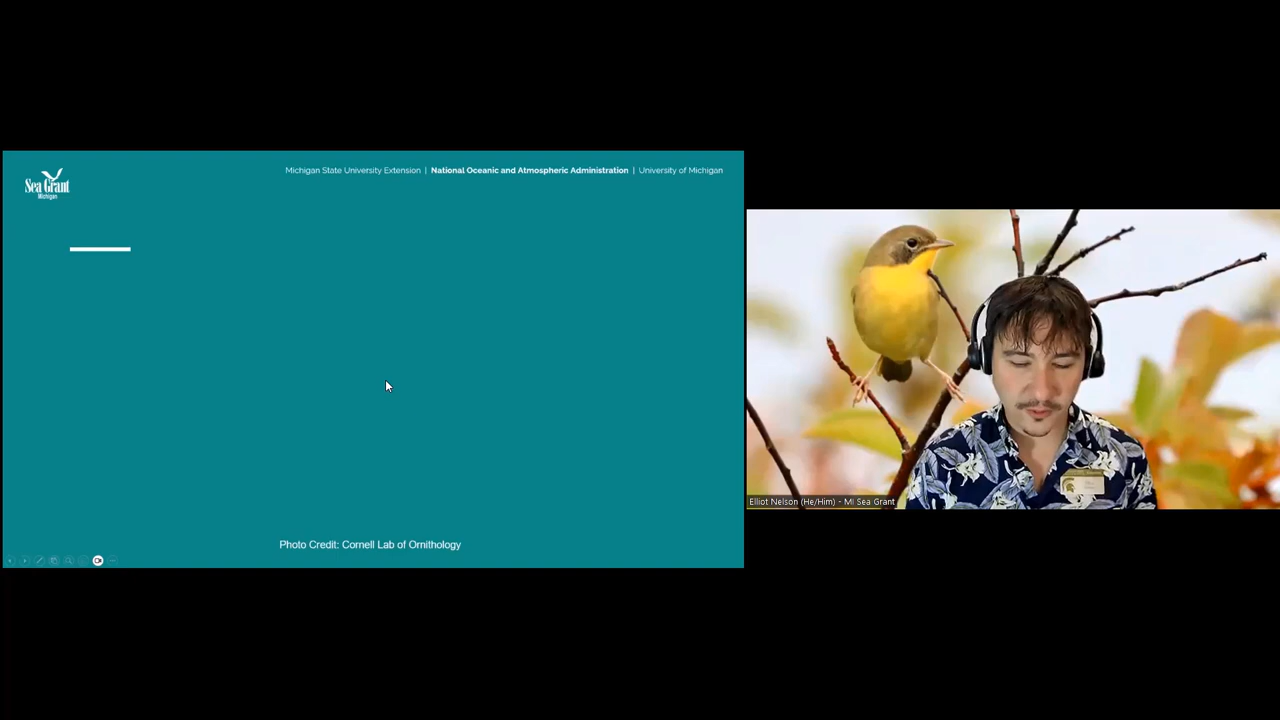 Sea Grant
Michigan
Michigan State University Extension | National Oceanic and Atmospheric Administration | University of Michigan
Photo Credit: Cornell Lab of Ornithology
Elliot Nelson (He/Him) - MI Sea Grant